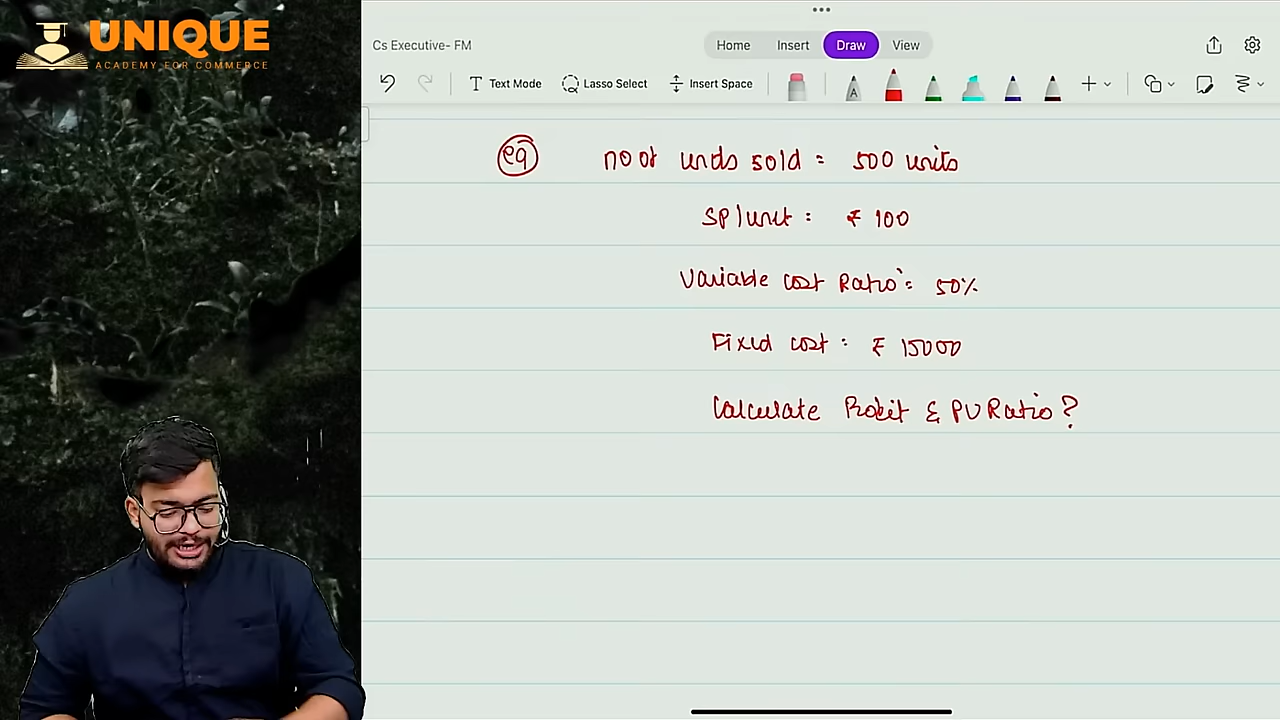 UNIQUE
ACADEMY FOR COMMERCE
Cs Executive- FM
Home Insert Draw View
Text Mode Lasso Select Insert Space
eg no of units sold = 500 units
SP/unit : ₹ 100
Variable cost Ratio = 50%
Fixed cost : ₹ 15000
Calculate Profit & PV Ratio ?